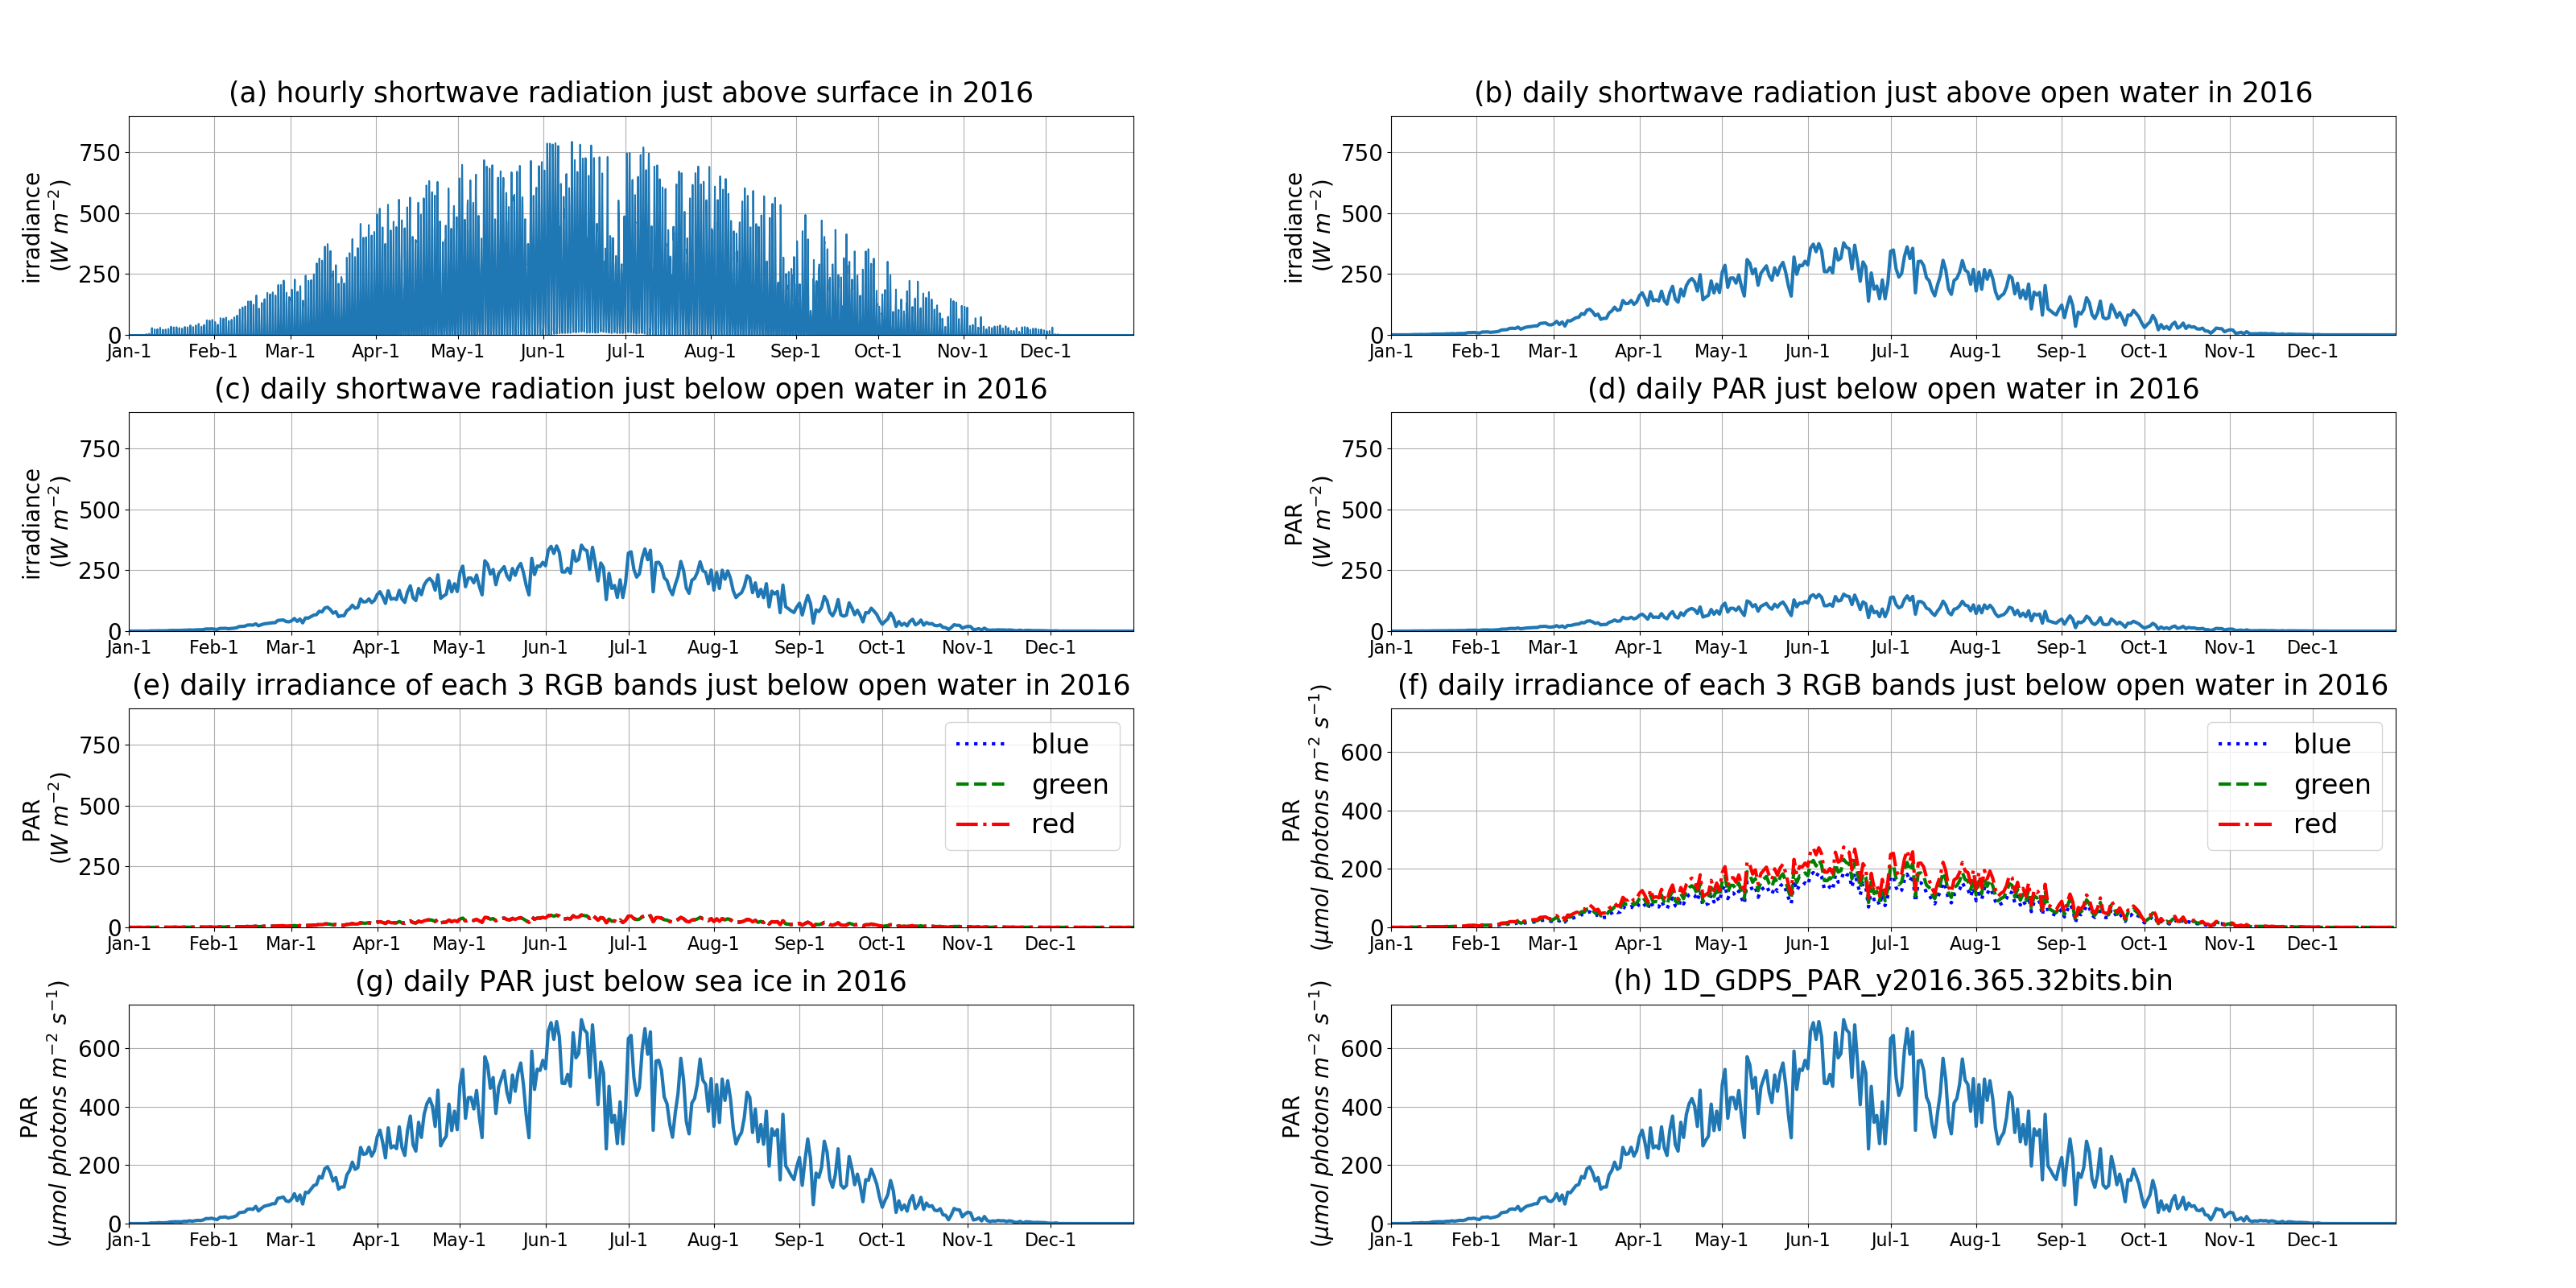 (a) hourly shortwave radiation just above surface in 2016
irradiance
(W m−2)
750
500
250
0
Jan-1 Feb-1 Mar-1 Apr-1 May-1 Jun-1 Jul-1 Aug-1 Sep-1 Oct-1 Nov-1 Dec-1
(b) daily shortwave radiation just above open water in 2016
irradiance
(W m−2)
750
500
250
0
Jan-1 Feb-1 Mar-1 Apr-1 May-1 Jun-1 Jul-1 Aug-1 Sep-1 Oct-1 Nov-1 Dec-1
(c) daily shortwave radiation just below open water in 2016
irradiance
(W m−2)
750
500
250
0
Jan-1 Feb-1 Mar-1 Apr-1 May-1 Jun-1 Jul-1 Aug-1 Sep-1 Oct-1 Nov-1 Dec-1
(d) daily PAR just below open water in 2016
PAR
(W m−2)
750
500
250
0
Jan-1 Feb-1 Mar-1 Apr-1 May-1 Jun-1 Jul-1 Aug-1 Sep-1 Oct-1 Nov-1 Dec-1
(e) daily irradiance of each 3 RGB bands just below open water in 2016
PAR
(W m−2)
750
500
250
0
blue
green
red
Jan-1 Feb-1 Mar-1 Apr-1 May-1 Jun-1 Jul-1 Aug-1 Sep-1 Oct-1 Nov-1 Dec-1
(f) daily irradiance of each 3 RGB bands just below open water in 2016
PAR
(μmol photons m−2 s−1)
600
400
200
0
blue
green
red
Jan-1 Feb-1 Mar-1 Apr-1 May-1 Jun-1 Jul-1 Aug-1 Sep-1 Oct-1 Nov-1 Dec-1
(g) daily PAR just below sea ice in 2016
PAR
(μmol photons m−2 s−1)
600
400
200
0
Jan-1 Feb-1 Mar-1 Apr-1 May-1 Jun-1 Jul-1 Aug-1 Sep-1 Oct-1 Nov-1 Dec-1
(h) 1D_GDPS_PAR_y2016.365.32bits.bin
PAR
(μmol photons m−2 s−1)
600
400
200
0
Jan-1 Feb-1 Mar-1 Apr-1 May-1 Jun-1 Jul-1 Aug-1 Sep-1 Oct-1 Nov-1 Dec-1